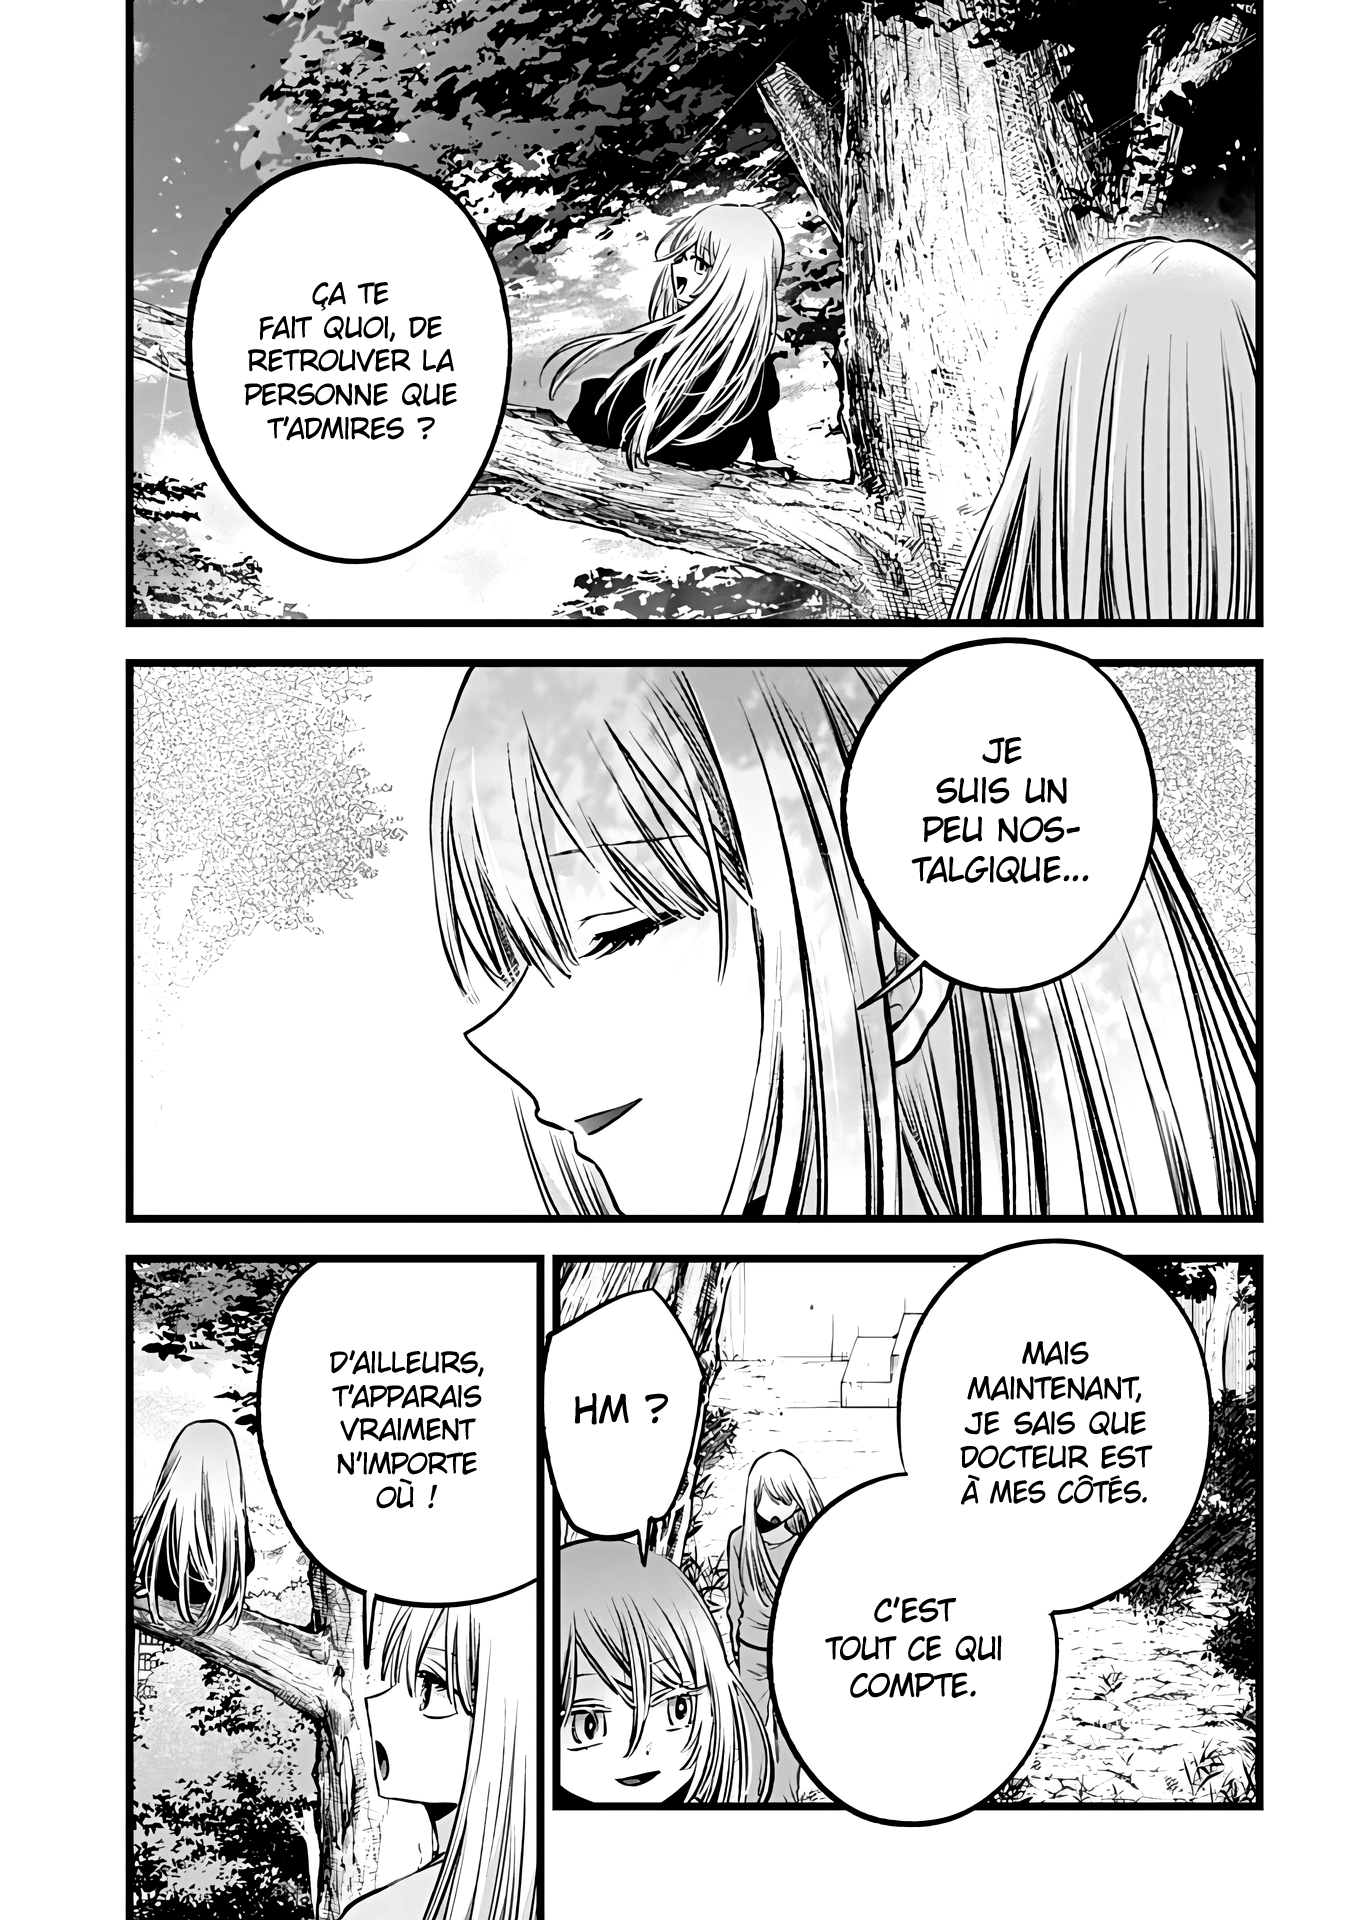 ÇA TE
FAIT QUOI, DE
RETROUVER LA
PERSONNE QUE
T'ADMIRES ?
JE
SUIS UN
PEU NOS-
TALGIQUE...
MAIS
MAINTENANT,
JE SAIS QUE
DOCTEUR EST
À MES CÔTÉS.
C'EST
TOUT CE QUI
COMPTE.
HM ?
D'AILLEURS,
T'APPARAIS
VRAIMENT
N'IMPORTE
OÙ !